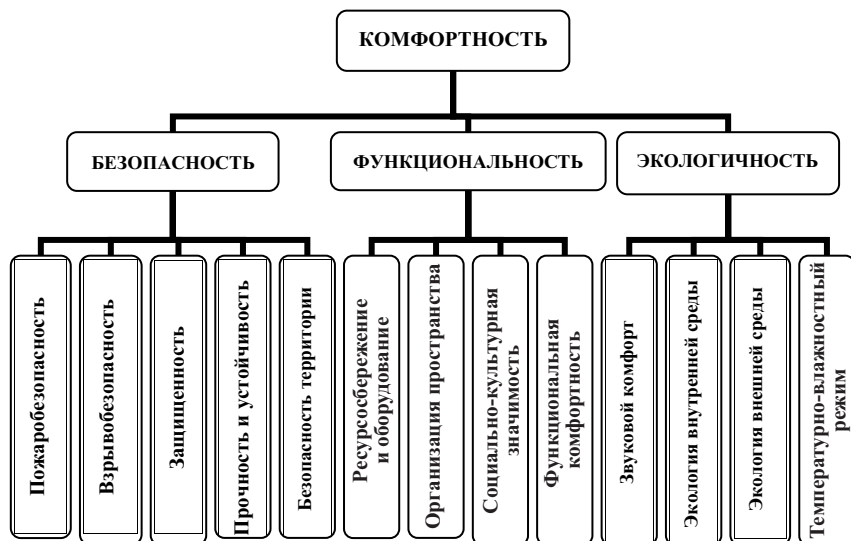 КОМФОРТНОСТЬ
БЕЗОПАСНОСТЬ
ФУНКЦИОНАЛЬНОСТЬ
ЭКОЛОГИЧНОСТЬ
Пожаробезопасность
Взрывобезопасность
Защищенность
Прочность и устойчивость
Безопасность территории
Ресурсосбережение
и оборудование
Организация пространства
Социально-культурная
значимость
Функциональная
комфортность
Звуковой комфорт
Экология внутренней среды
Экология внешней среды
Температурно-влажностный
режим